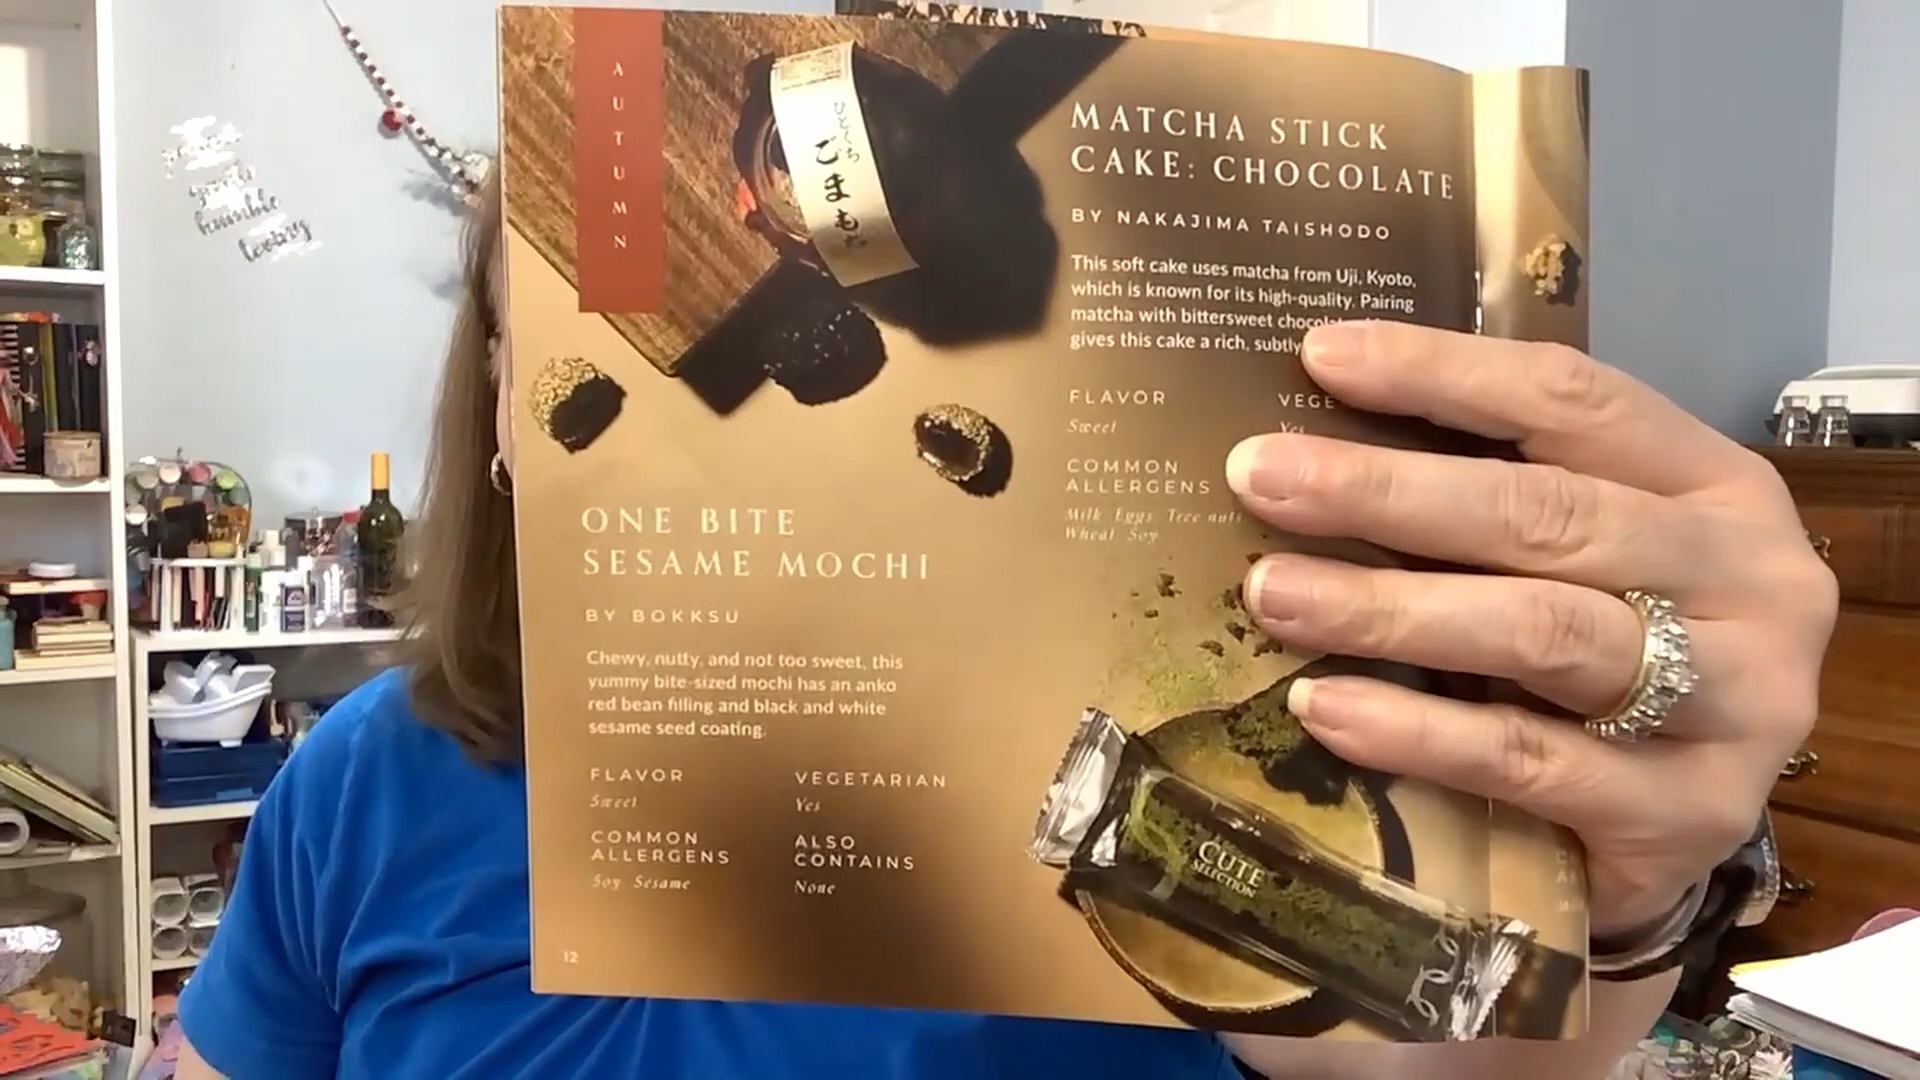 AUTUMN
ひとくち
ごまもち
MATCHA STICK
CAKE: CHOCOLATE
BY NAKAJIMA TAISHODO
This soft cake uses matcha from Uji, Kyoto,
which is known for its high-quality. Pairing
matcha with bittersweet
gives this cake a rich, subtly
FLAVOR
Sweet
VEGE
Yes
COMMON
ALLERGENS
Milk Eggs Tree nuts
Wheat Soy
ONE BITE
SESAME MOCHI
BY BOKKSU
Chewy, nutty, and not too sweet, this
yummy bite-sized mochi has an anko
red bean filling and black and white
sesame seed coating.
FLAVOR
Sweet
VEGETARIAN
Yes
COMMON
ALLERGENS
Soy, Sesame
ALSO
CONTAINS
None
12
CUTE
SELECTION
humble